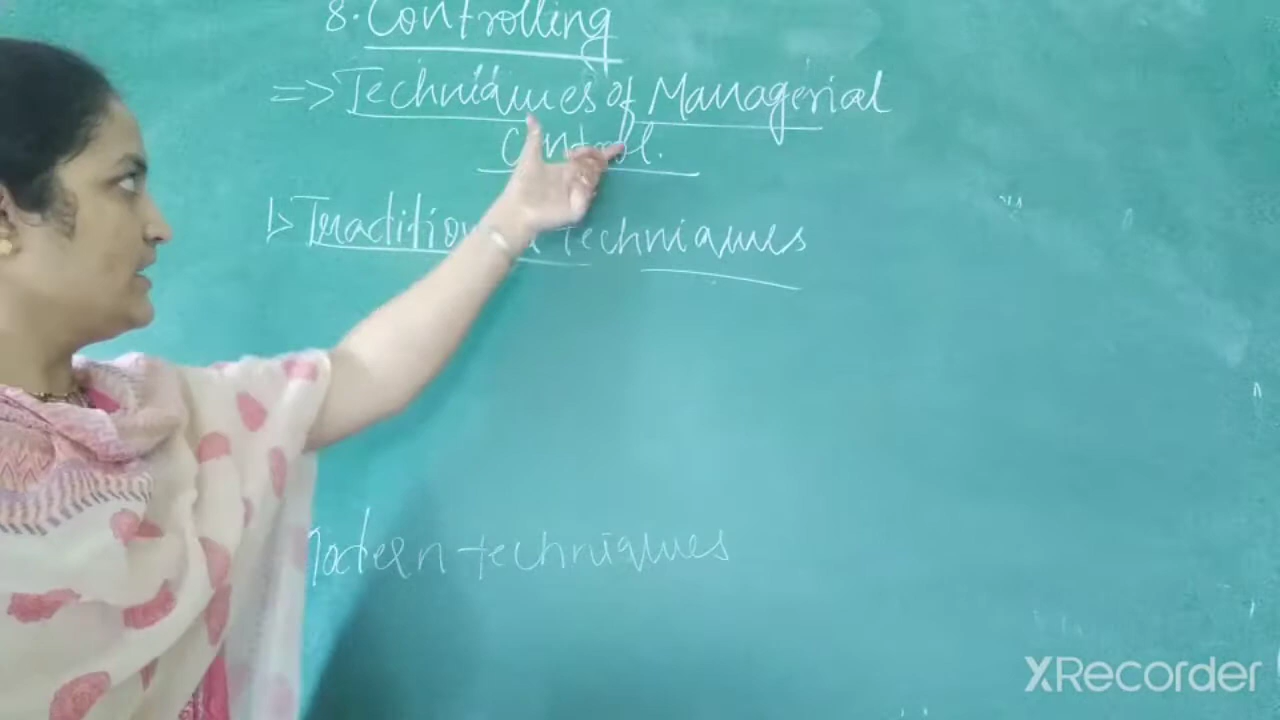 8. Controlling
=> Techniques of Managerial
Control.
1> Traditional Techniques
Modern techniques
XRecorder